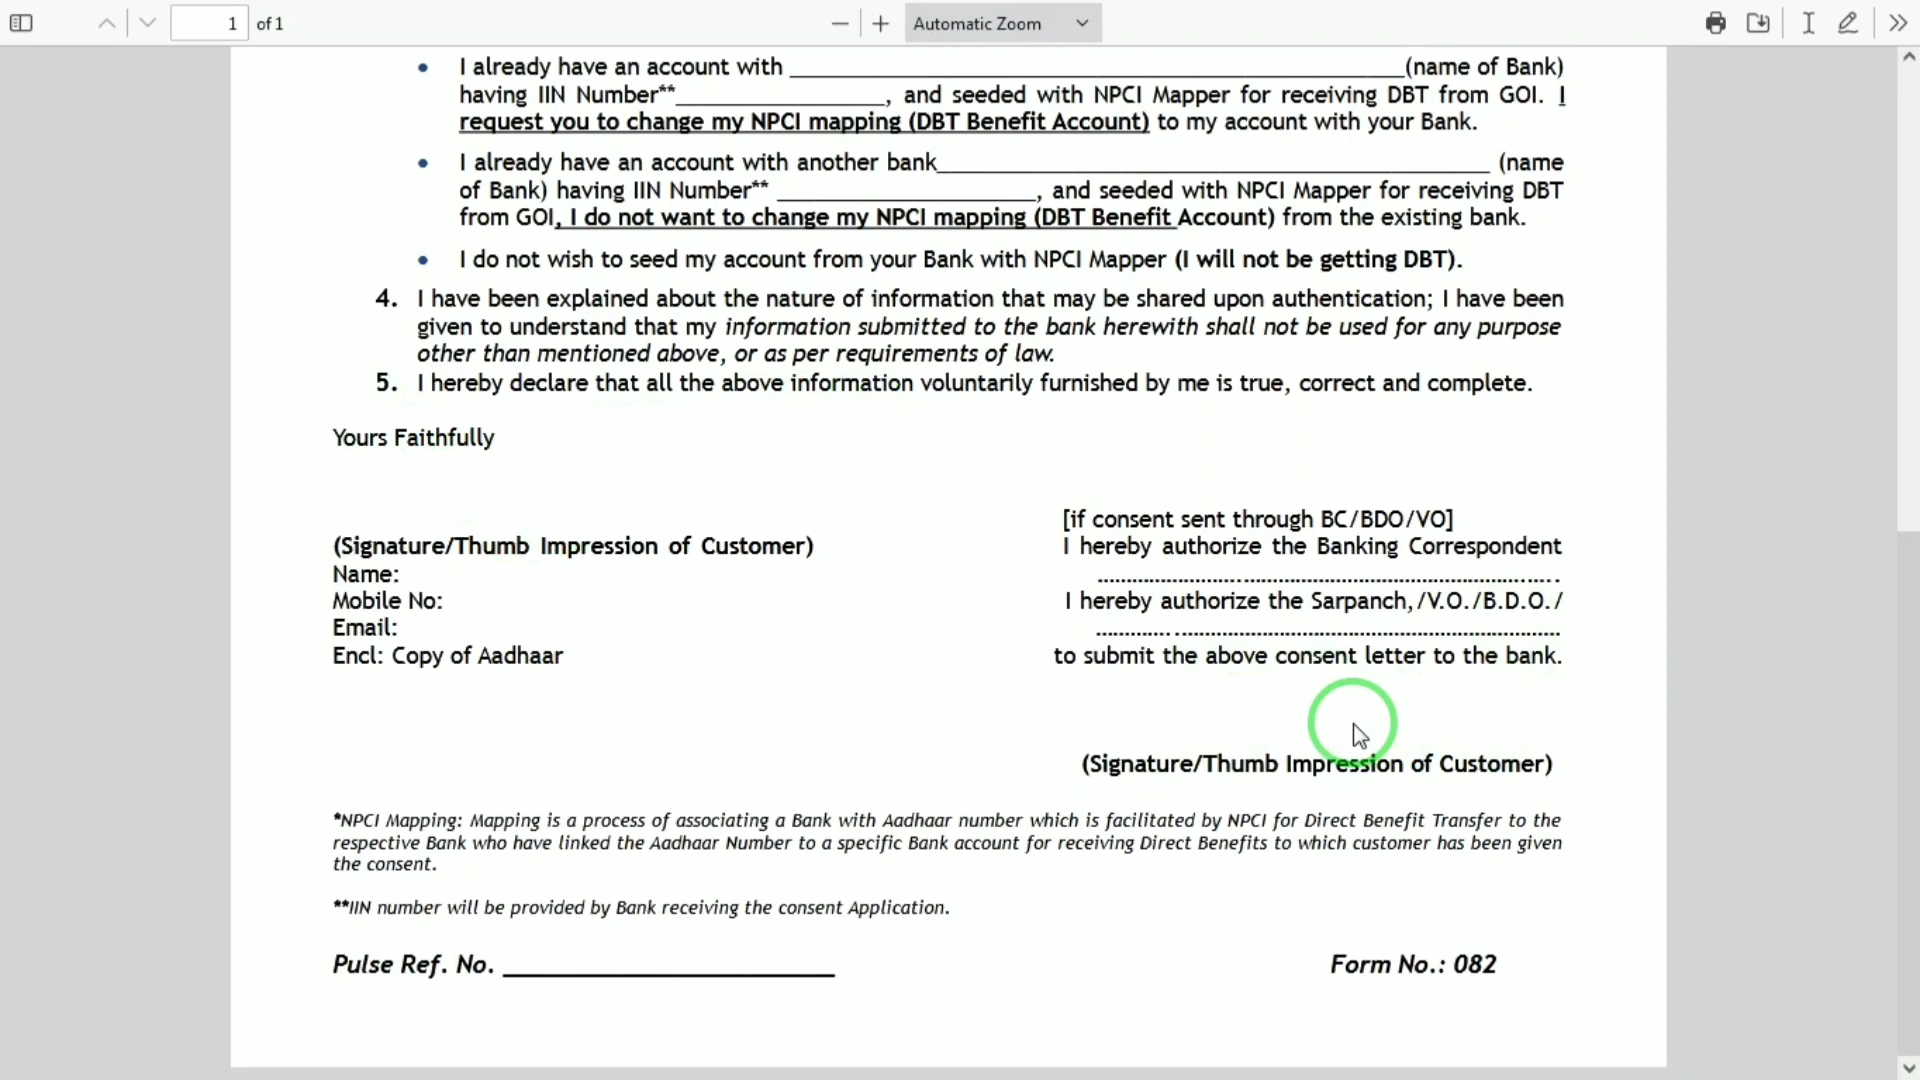 1 of 1 Automatic Zoom
• I already have an account with ______________________________(name of Bank)
having IIN Number**________________, and seeded with NPCI Mapper for receiving DBT from GOI. I
request you to change my NPCI mapping (DBT Benefit Account) to my account with your Bank.
• I already have an account with another bank______________________________ (name
of Bank) having IIN Number** ____________________, and seeded with NPCI Mapper for receiving DBT
from GOI, I do not want to change my NPCI mapping (DBT Benefit Account) from the existing bank.
• I do not wish to seed my account from your Bank with NPCI Mapper (I will not be getting DBT).
4. I have been explained about the nature of information that may be shared upon authentication; I have been
given to understand that my information submitted to the bank herewith shall not be used for any purpose
other than mentioned above, or as per requirements of law.
5. I hereby declare that all the above information voluntarily furnished by me is true, correct and complete.
Yours Faithfully
[if consent sent through BC/BDO/VO]
(Signature/Thumb Impression of Customer) I hereby authorize the Banking Correspondent
Name: ................................................................................
Mobile No: I hereby authorize the Sarpanch,/V.O./B.D.O./
Email: ................................................................................
Encl: Copy of Aadhaar to submit the above consent letter to the bank.
(Signature/Thumb Impression of Customer)
*NPCI Mapping: Mapping is a process of associating a Bank with Aadhaar number which is facilitated by NPCI for Direct Benefit Transfer to the
respective Bank who have linked the Aadhaar Number to a specific Bank account for receiving Direct Benefits to which customer has been given
the consent.
**IIN number will be provided by Bank receiving the consent Application.
Pulse Ref. No. _________________________ Form No.: 082